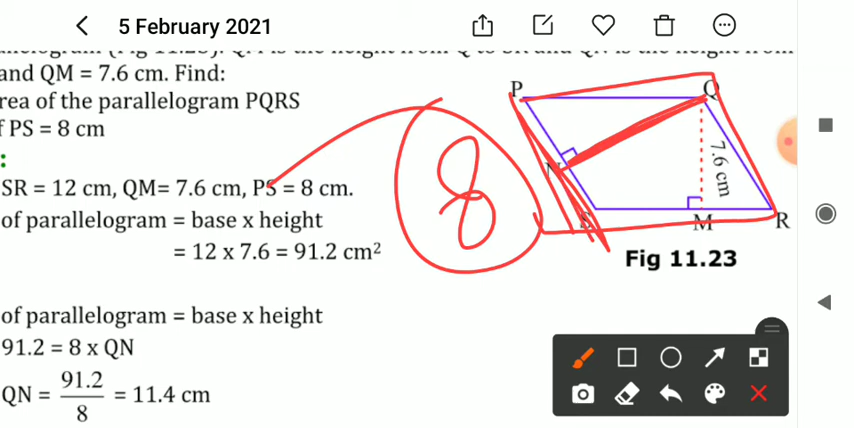 5 February 2021
and QM = 7.6 cm. Find:
rea of the parallelogram PQRS
f PS = 8 cm
:
SR = 12 cm, QM= 7.6 cm, PS = 8 cm.
of parallelogram = base x height
= 12 x 7.6 = 91.2 cm²
of parallelogram = base x height
91.2 = 8 x QN
QN = 91.2
8
= 11.4 cm
8
P
Q
N
7.6 cm
S
M
R
Fig 11.23